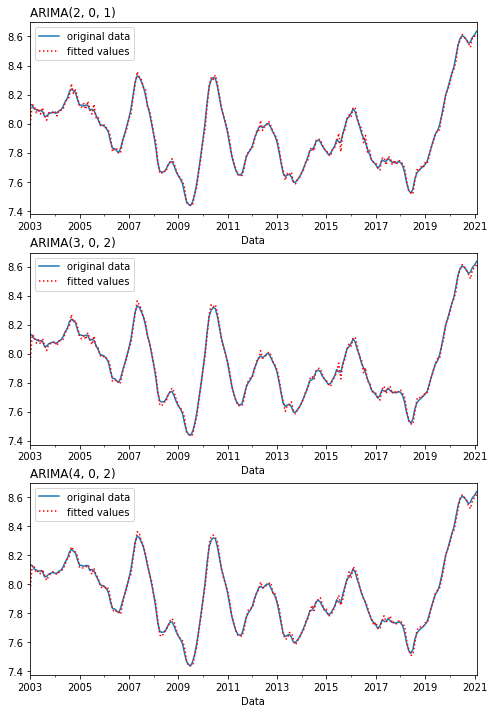 ARIMA(2, 0, 1)
8.6
8.4
8.2
8.0
7.8
7.6
7.4
original data
fitted values
2003 2005 2007 2009 2011 2013 2015 2017 2019 2021
Data
ARIMA(3, 0, 2)
8.6
8.4
8.2
8.0
7.8
7.6
7.4
original data
fitted values
2003 2005 2007 2009 2011 2013 2015 2017 2019 2021
Data
ARIMA(4, 0, 2)
8.6
8.4
8.2
8.0
7.8
7.6
7.4
original data
fitted values
2003 2005 2007 2009 2011 2013 2015 2017 2019 2021
Data